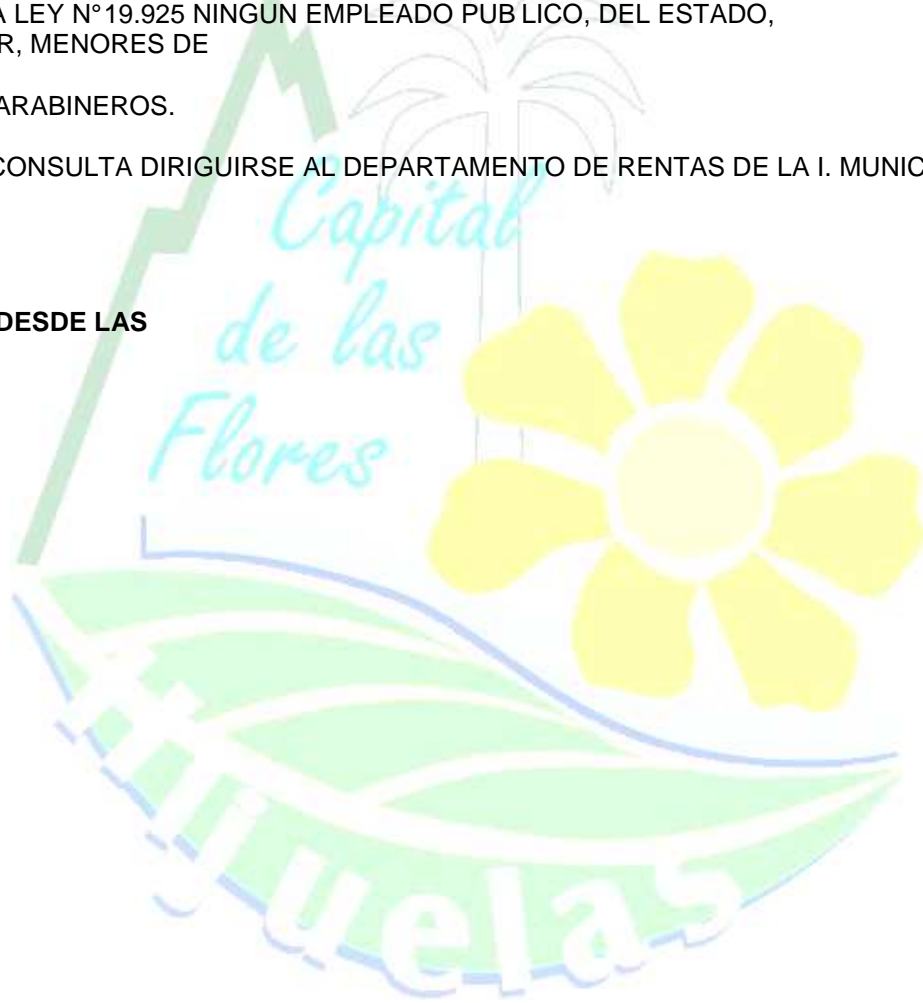 A LEY N°19.925 NINGUN EMPLEADO PUB LICO, DEL ESTADO,
R, MENORES DE
ARABINEROS.
CONSULTA DIRIGUIRSE AL DEPARTAMENTO DE RENTAS DE LA I. MUNIC
Capital
DESDE LAS
de las
Flores
Hijuelas